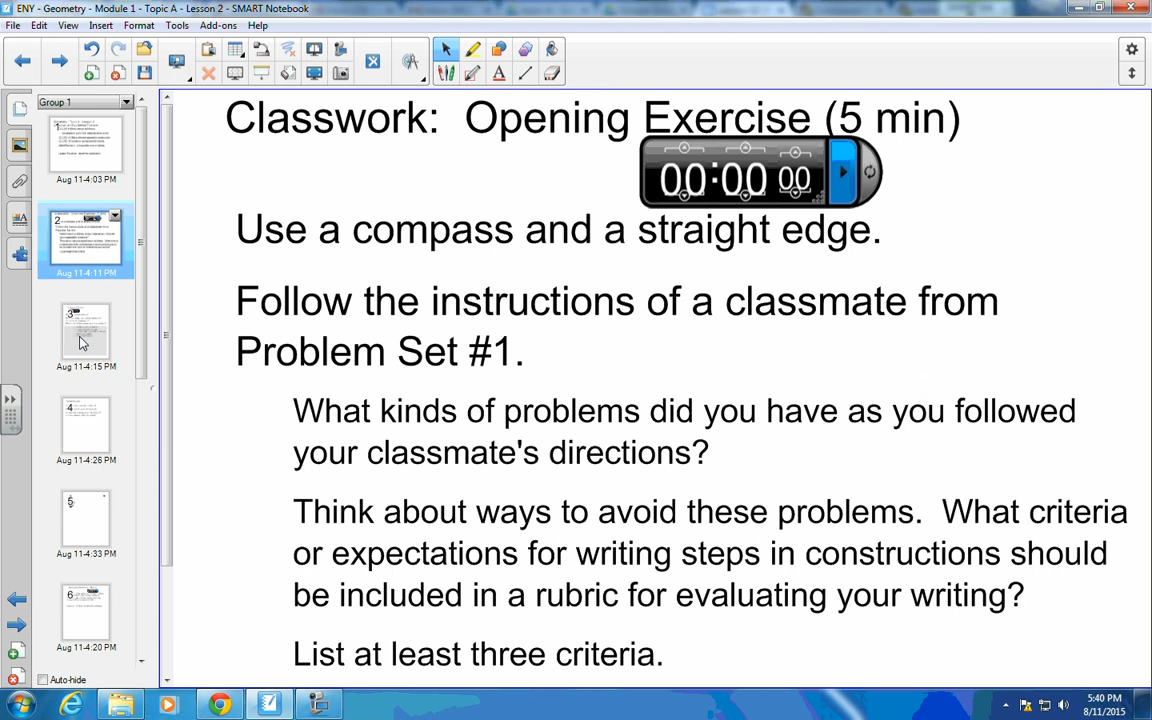 ENY - Geometry - Module 1 - Topic A - Lesson 2 - SMART Notebook
File Edit View Insert Format Tools Add-ons Help
Group 1
Aug 11-4:03 PM
2
Aug 11-4:11 PM
3
Aug 11-4:15 PM
4
Aug 11-4:26 PM
5
Aug 11-4:33 PM
6
Aug 11-4:20 PM
Auto-hide
Classwork: Opening Exercise (5 min)
00:00 00
Use a compass and a straight edge.
Follow the instructions of a classmate from
Problem Set #1.
What kinds of problems did you have as you followed
your classmate's directions?
Think about ways to avoid these problems. What criteria
or expectations for writing steps in constructions should
be included in a rubric for evaluating your writing?
List at least three criteria.
5:40 PM
8/11/2015